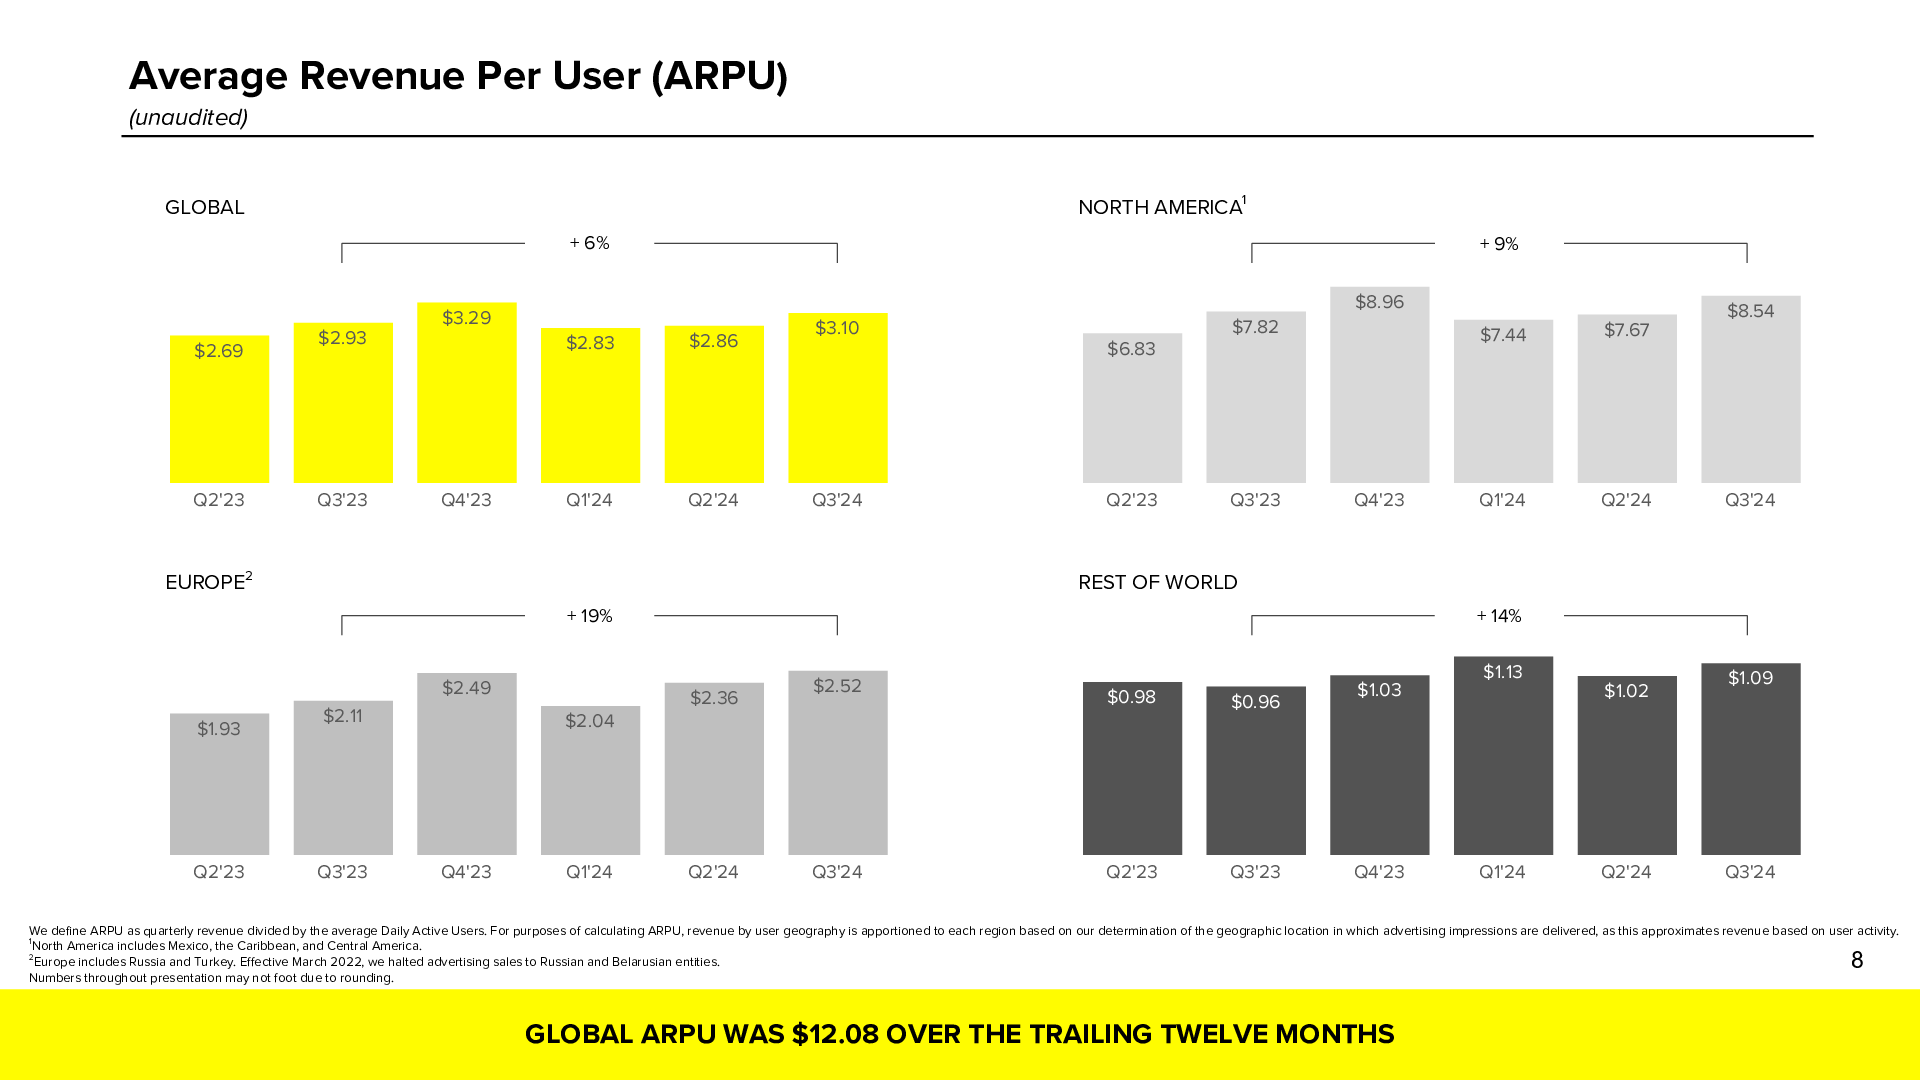 Average Revenue Per User (ARPU)
(unaudited)
GLOBAL
+ 6%
$2.69 $2.93 $3.29 $2.83 $2.86 $3.10
Q2'23 Q3'23 Q4'23 Q1'24 Q2'24 Q3'24
NORTH AMERICA¹
+ 9%
$6.83 $7.82 $8.96 $7.44 $7.67 $8.54
Q2'23 Q3'23 Q4'23 Q1'24 Q2'24 Q3'24
EUROPE²
+ 19%
$1.93 $2.11 $2.49 $2.04 $2.36 $2.52
Q2'23 Q3'23 Q4'23 Q1'24 Q2'24 Q3'24
REST OF WORLD
+ 14%
$0.98 $0.96 $1.03 $1.13 $1.02 $1.09
Q2'23 Q3'23 Q4'23 Q1'24 Q2'24 Q3'24
We define ARPU as quarterly revenue divided by the average Daily Active Users. For purposes of calculating ARPU, revenue by user geography is apportioned to each region based on our determination of the geographic location in which advertising impressions are delivered, as this approximates revenue based on user activity.
¹North America includes Mexico, the Caribbean, and Central America.
²Europe includes Russia and Turkey. Effective March 2022, we halted advertising sales to Russian and Belarusian entities.
Numbers throughout presentation may not foot due to rounding.
8
GLOBAL ARPU WAS $12.08 OVER THE TRAILING TWELVE MONTHS